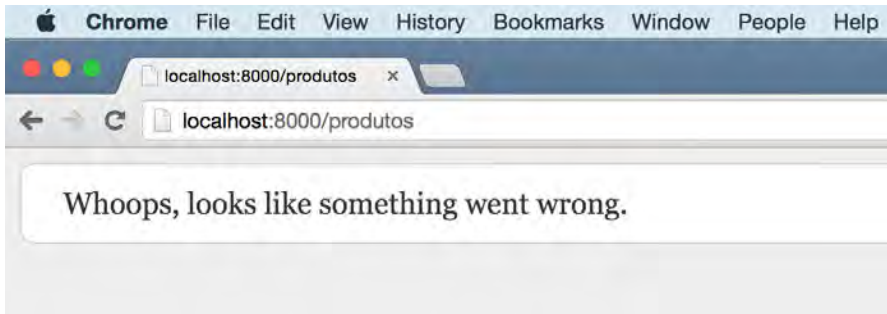 Chrome File Edit View History Bookmarks Window People Help
localhost:8000/produtos
localhost:8000/produtos
Whoops, looks like something went wrong.